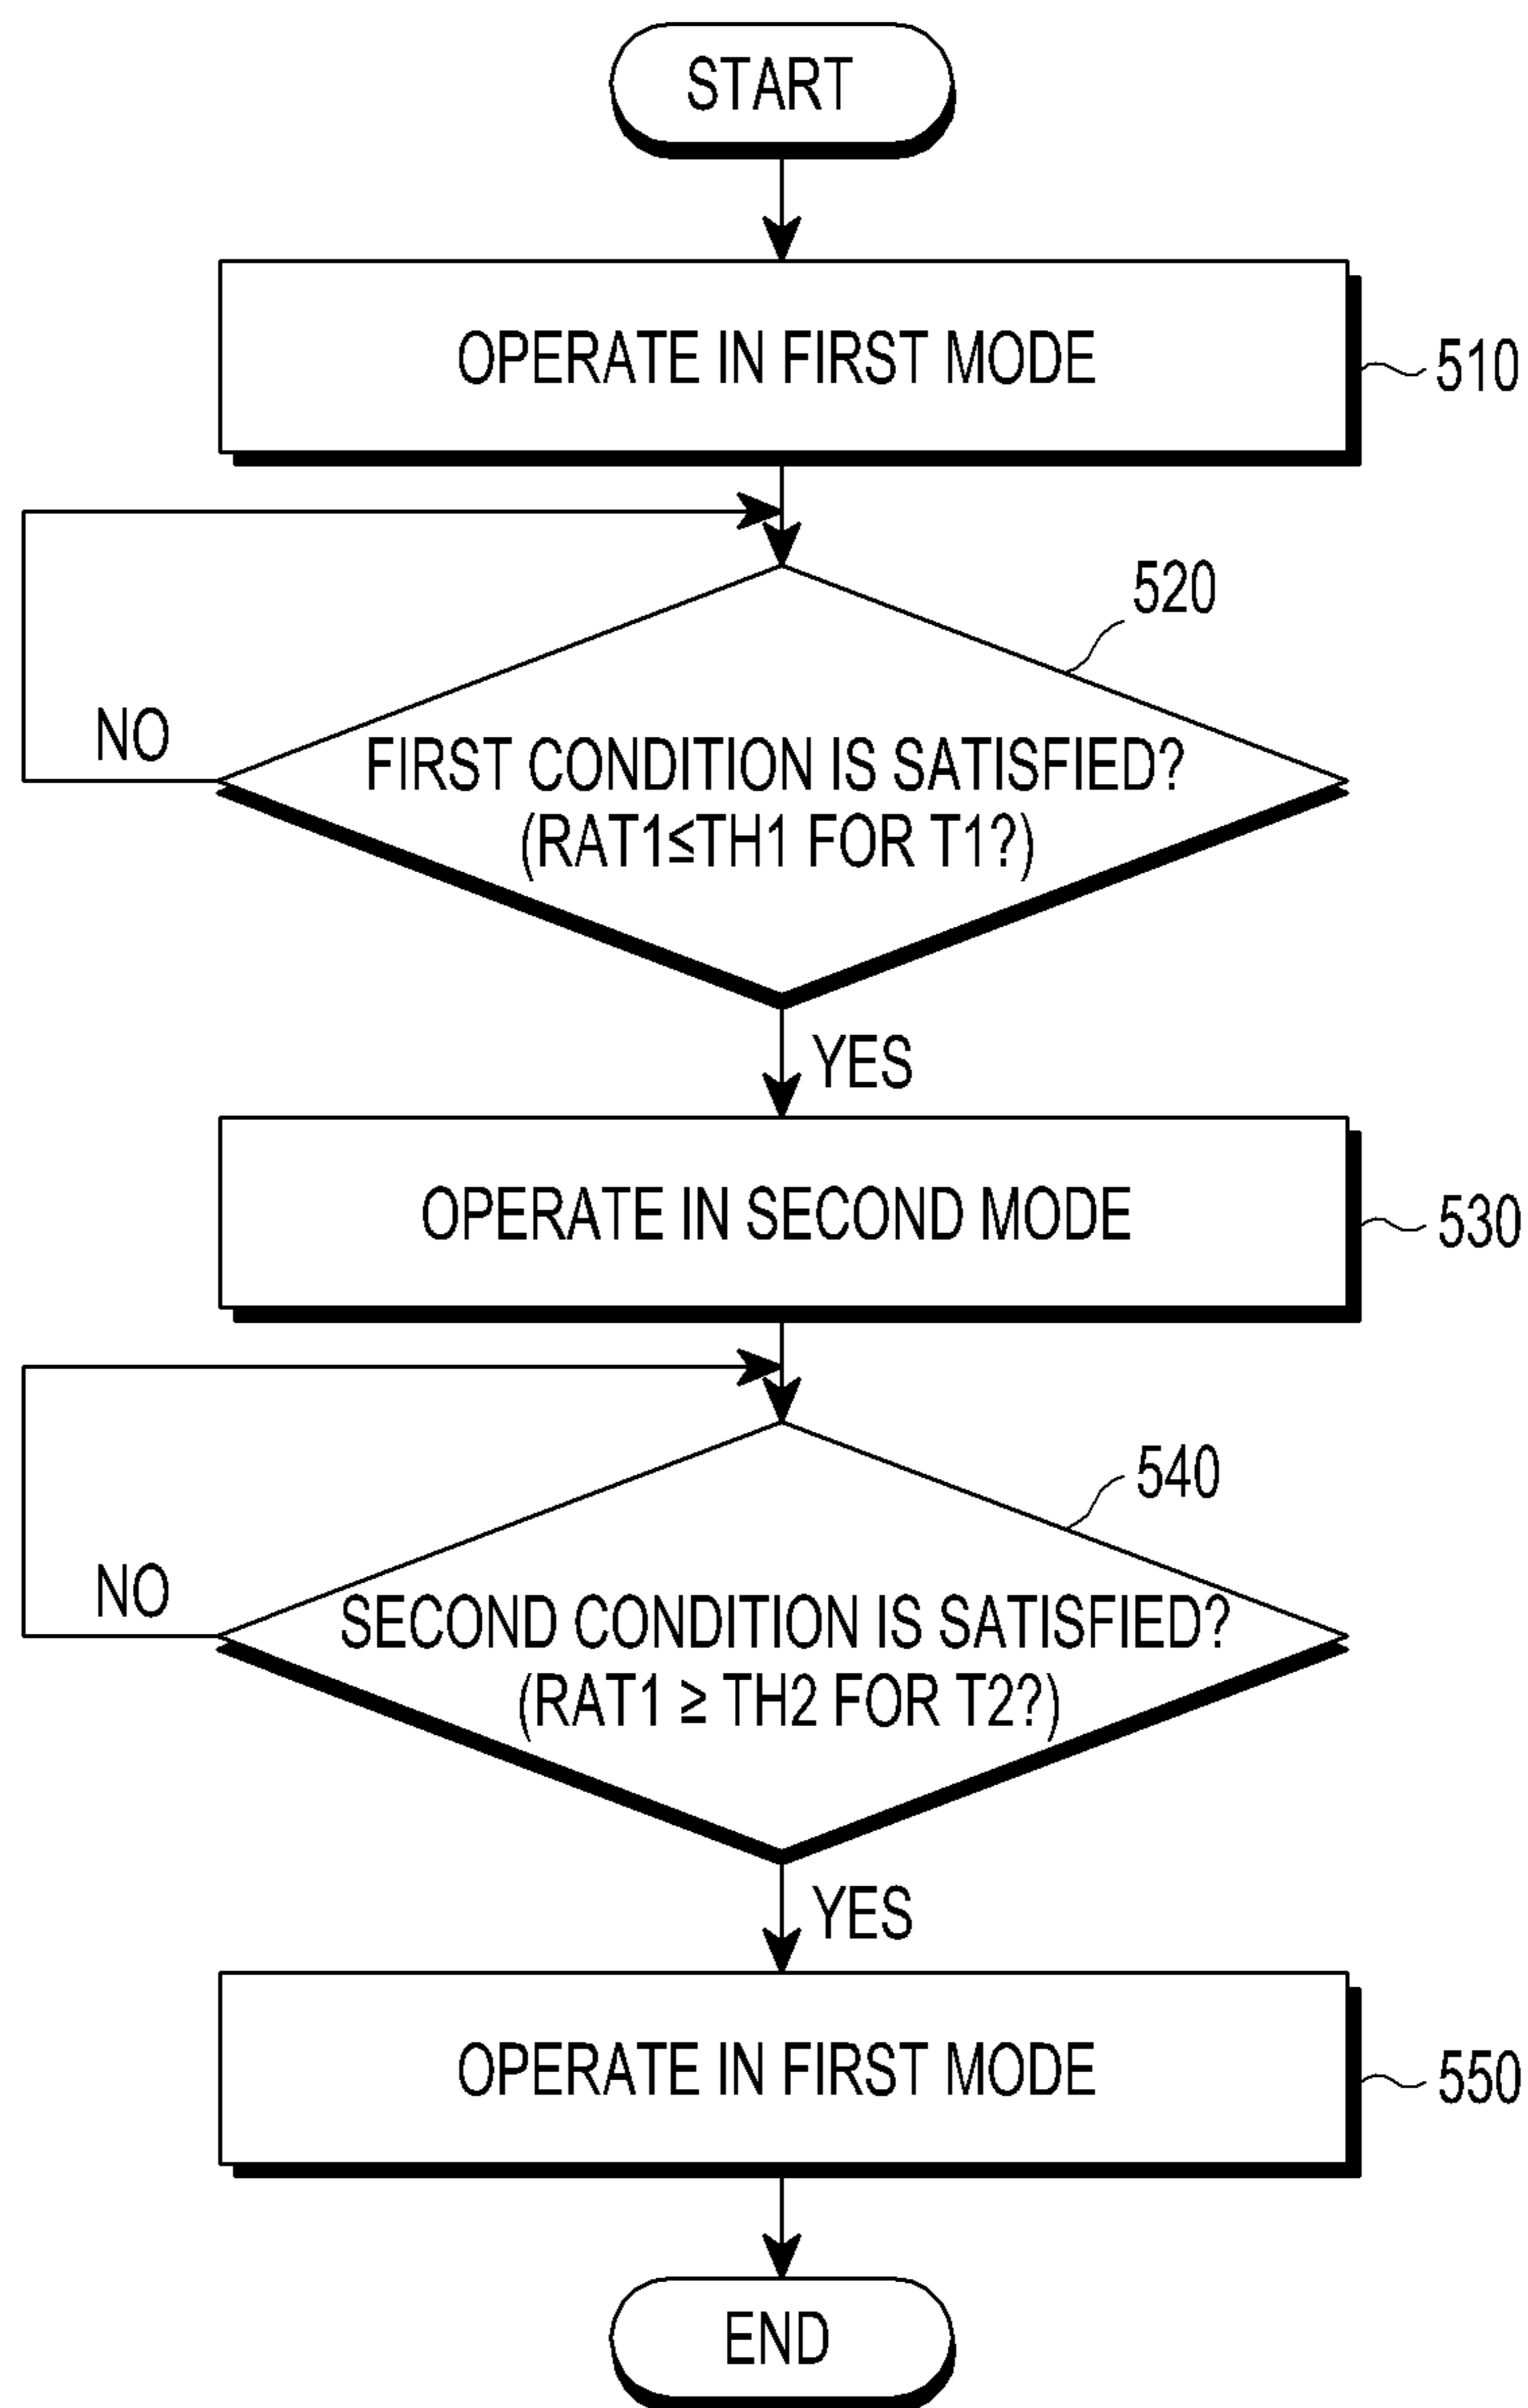 START
OPERATE IN FIRST MODE
510
520
NO
FIRST CONDITION IS SATISFIED?
(RAT1≤TH1 FOR T1?)
YES
OPERATE IN SECOND MODE
530
540
NO
SECOND CONDITION IS SATISFIED?
(RAT1 ≥ TH2 FOR T2?)
YES
OPERATE IN FIRST MODE
550
END